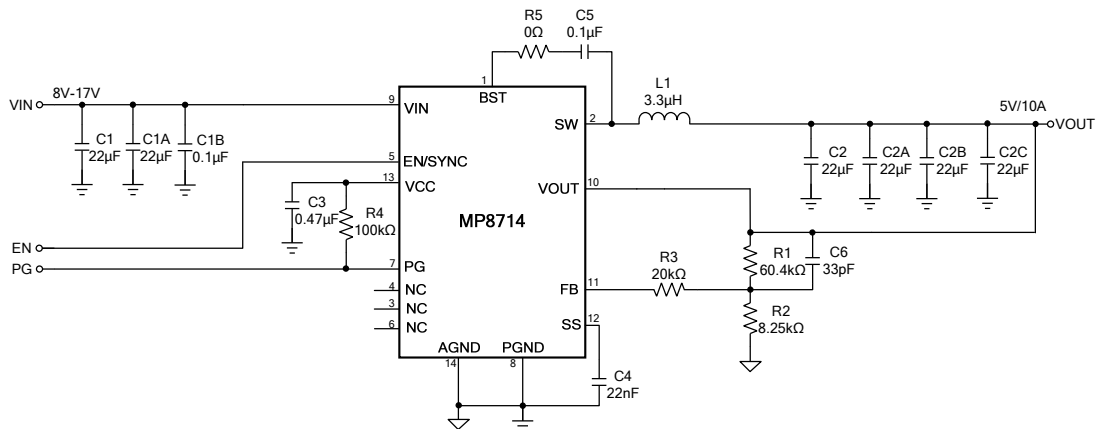 R5
0Ω
C5
0.1µF
1
BST
L1
3.3µH
VIN
8V-17V
9
VIN
SW
2
5V/10A
VOUT
C1
22µF
C1A
22µF
C1B
0.1µF
5
EN/SYNC
13
VCC
VOUT
10
C2
22µF
C2A
22µF
C2B
22µF
C2C
22µF
C3
0.47µF
R4
100kΩ
MP8714
EN
PG
7
PG
R1
60.4kΩ
C6
33pF
R3
20kΩ
FB
11
4
NC
3
NC
6
NC
SS
12
R2
8.25kΩ
AGND
14
PGND
8
C4
22nF